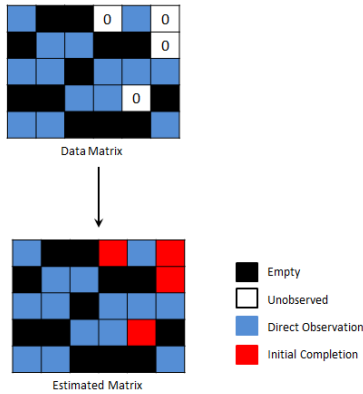 0 0
0
0
Data Matrix
Estimated Matrix
Empty
Unobserved
Direct Observation
Initial Completion